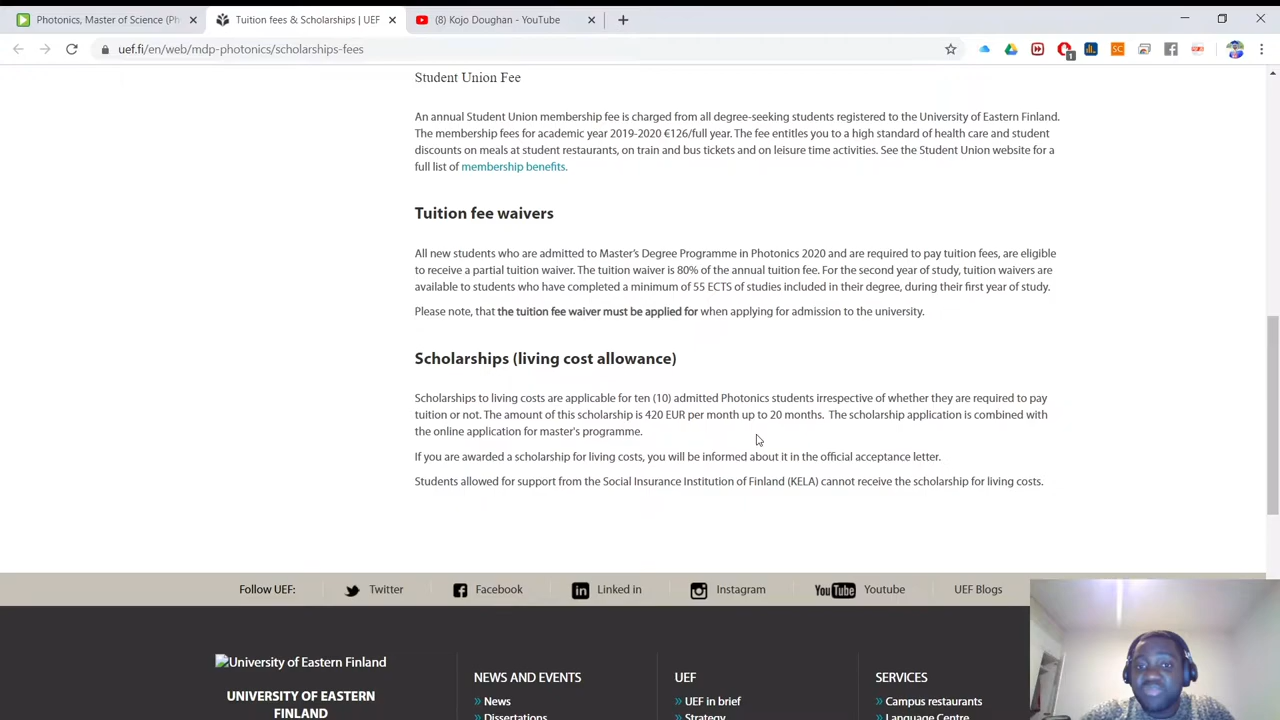 Photonics, Master of Science (Ph
Tuition fees & Scholarships | UEF
(8) Kojo Doughan - YouTube
uef.fi/en/web/mdp-photonics/scholarships-fees
1
Student Union Fee
An annual Student Union membership fee is charged from all degree-seeking students registered to the University of Eastern Finland.
The membership fees for academic year 2019-2020 €126/full year. The fee entitles you to a high standard of health care and student
discounts on meals at student restaurants, on train and bus tickets and on leisure time activities. See the Student Union website for a
full list of membership benefits.
Tuition fee waivers
All new students who are admitted to Master's Degree Programme in Photonics 2020 and are required to pay tuition fees, are eligible
to receive a partial tuition waiver. The tuition waiver is 80% of the annual tuition fee. For the second year of study, tuition waivers are
available to students who have completed a minimum of 55 ECTS of studies included in their degree, during their first year of study.
Please note, that the tuition fee waiver must be applied for when applying for admission to the university.
Scholarships (living cost allowance)
Scholarships to living costs are applicable for ten (10) admitted Photonics students irrespective of whether they are required to pay
tuition or not. The amount of this scholarship is 420 EUR per month up to 20 months. The scholarship application is combined with
the online application for master's programme.
If you are awarded a scholarship for living costs, you will be informed about it in the official acceptance letter.
Students allowed for support from the Social Insurance Institution of Finland (KELA) cannot receive the scholarship for living costs.
Follow UEF: Twitter Facebook Linked in Instagram YouTube Youtube UEF Blogs
University of Eastern Finland
UNIVERSITY OF EASTERN
FINLAND
NEWS AND EVENTS
» News
» Dissertations
UEF
» UEF in brief
» Strategy
SERVICES
» Campus restaurants
» Language Centre